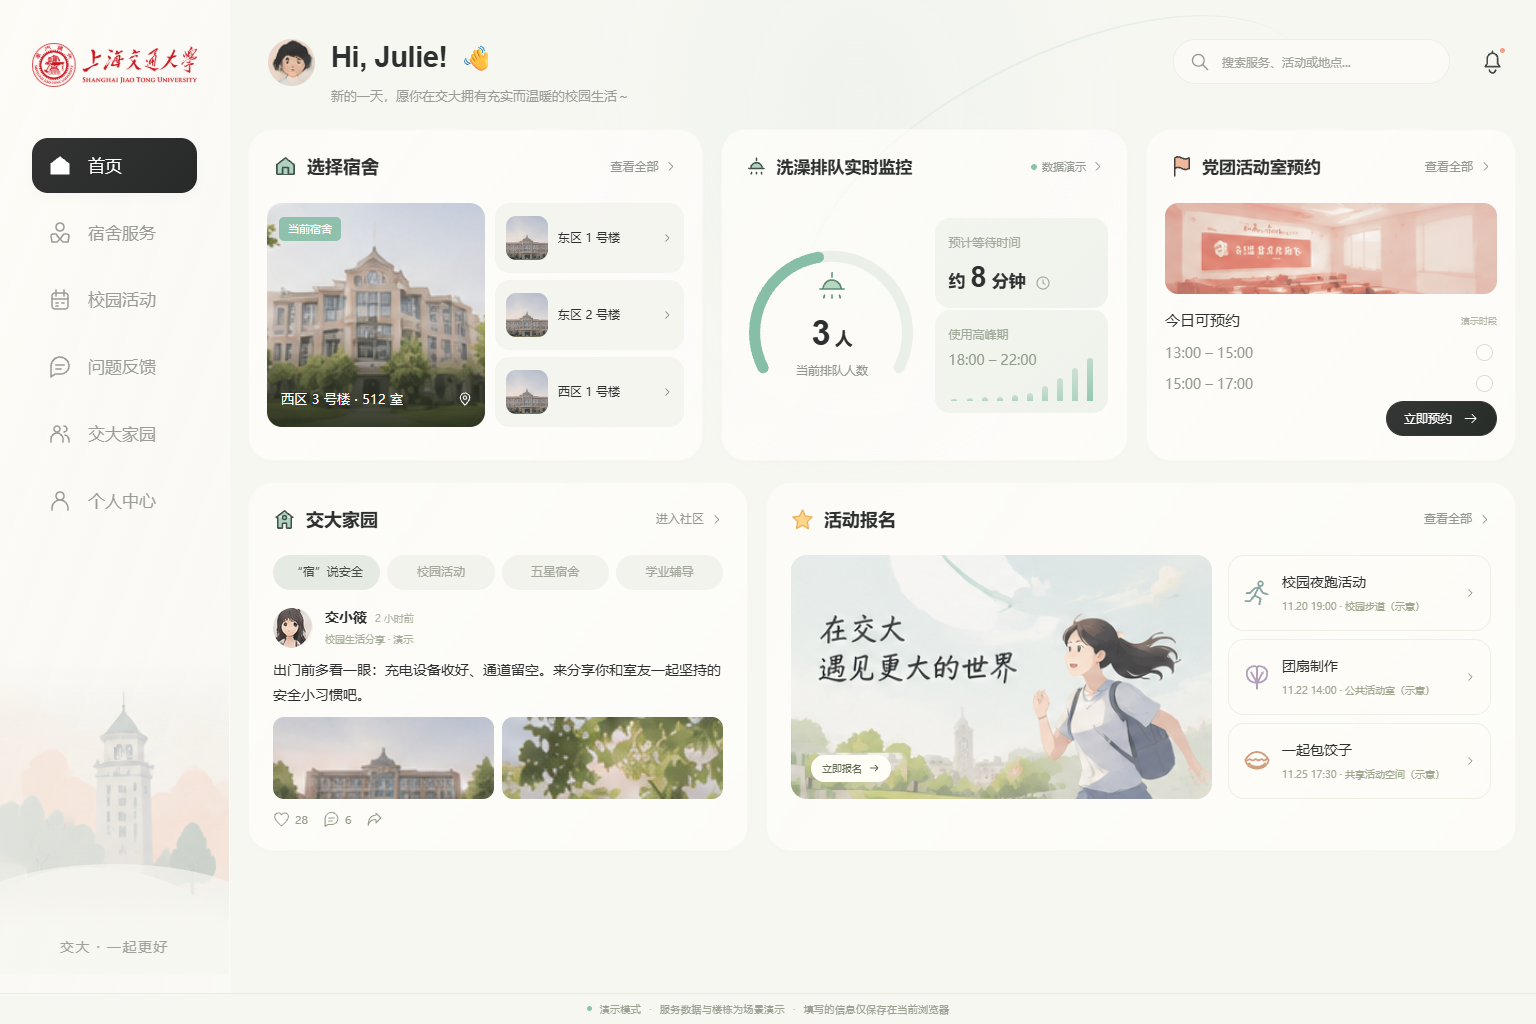 上海交通大学
SHANGHAI JIAO TONG UNIVERSITY
首页
宿舍服务
校园活动
问题反馈
交大家园
个人中心
交大 · 一起更好
Hi, Julie! 👋
新的一天，愿你在交大拥有充实而温暖的校园生活～
搜索服务、活动或地点...
选择宿舍
查看全部
当前宿舍
西区 3 号楼 · 512 室
东区 1 号楼
东区 2 号楼
西区 1 号楼
洗澡排队实时监控
数据演示
3 人
当前排队人数
预计等待时间
约 8 分钟
使用高峰期
18:00 – 22:00
党团活动室预约
查看全部
今日可预约
演示时段
13:00 – 15:00
15:00 – 17:00
立即预约
交大家园
进入社区
“宿”说安全
校园活动
五星宿舍
学业辅导
交小筱 2 小时前
校园生活分享 · 演示
出门前多看一眼：充电设备收好、通道留空。来分享你和室友一起坚持的
安全小习惯吧。
28
6
活动报名
查看全部
在交大
遇见更大的世界
立即报名
校园夜跑活动
11.20 19:00 · 校园步道（示意）
团扇制作
11.22 14:00 · 公共活动室（示意）
一起包饺子
11.25 17:30 · 共享活动空间（示意）
演示模式 · 服务数据与楼栋为场景演示 · 填写的信息仅保存在当前浏览器